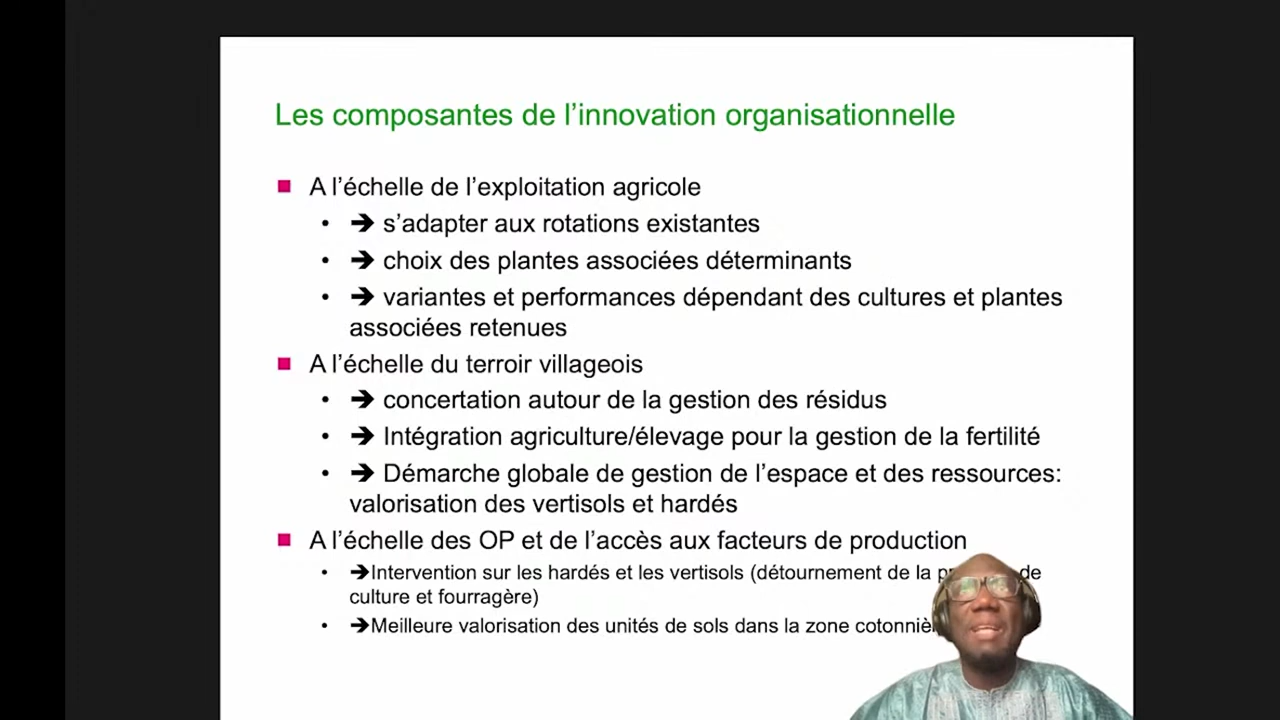 Les composantes de l’innovation organisationnelle
■ A l’échelle de l’exploitation agricole
• ➔ s’adapter aux rotations existantes
• ➔ choix des plantes associées déterminants
• ➔ variantes et performances dépendant des cultures et plantes
associées retenues
■ A l’échelle du terroir villageois
• ➔ concertation autour de la gestion des résidus
• ➔ Intégration agriculture/élevage pour la gestion de la fertilité
• ➔ Démarche globale de gestion de l’espace et des ressources:
valorisation des vertisols et hardés
■ A l’échelle des OP et de l’accès aux facteurs de production
• ➔Intervention sur les hardés et les vertisols (détournement de la de
culture et fourragère)
• ➔Meilleure valorisation des unités de sols dans la zone